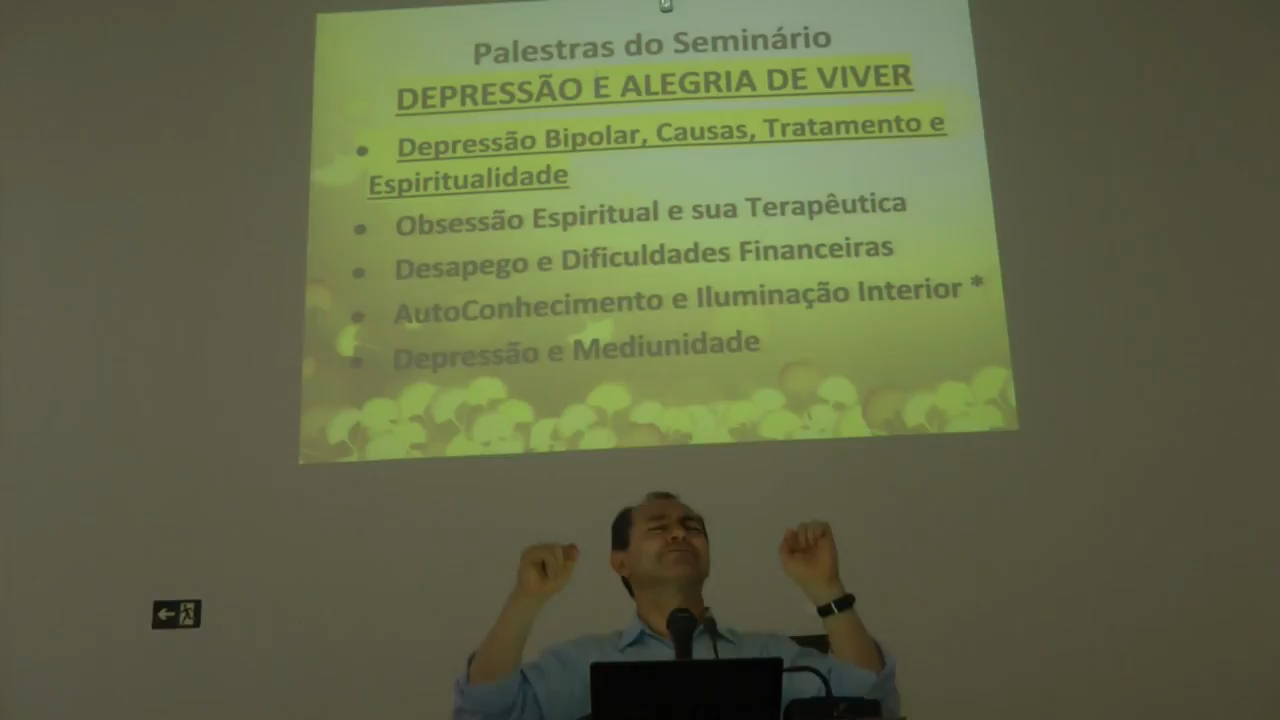 Palestras do Seminário
DEPRESSÃO E ALEGRIA DE VIVER
• Depressão Bipolar, Causas, Tratamento e
Espiritualidade
• Obsessão Espiritual e sua Terapêutica
• Desapego e Dificuldades Financeiras
• AutoConhecimento e Iluminação Interior *
• Depressão e Mediunidade